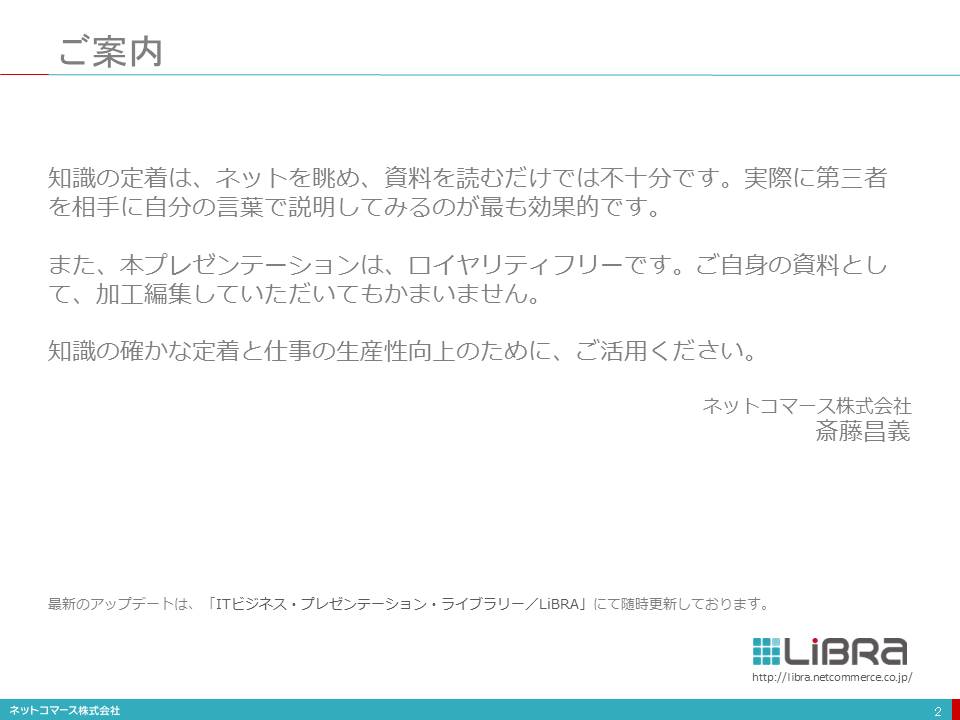 ご案内
知識の定着は、ネットを眺め、資料を読むだけでは不十分です。実際に第三者
を相手に自分の言葉で説明してみるのが最も効果的です。
また、本プレゼンテーションは、ロイヤリティフリーです。ご自身の資料とし
て、加工編集していただいてもかまいません。
知識の確かな定着と仕事の生産性向上のために、ご活用ください。
ネットコマース株式会社
斎藤昌義
最新のアップデートは、「ITビジネス・プレゼンテーション・ライブラリー／LiBRA」にて随時更新しております。
LiBRA
http://libra.netcommerce.co.jp/
ネットコマース株式会社
2